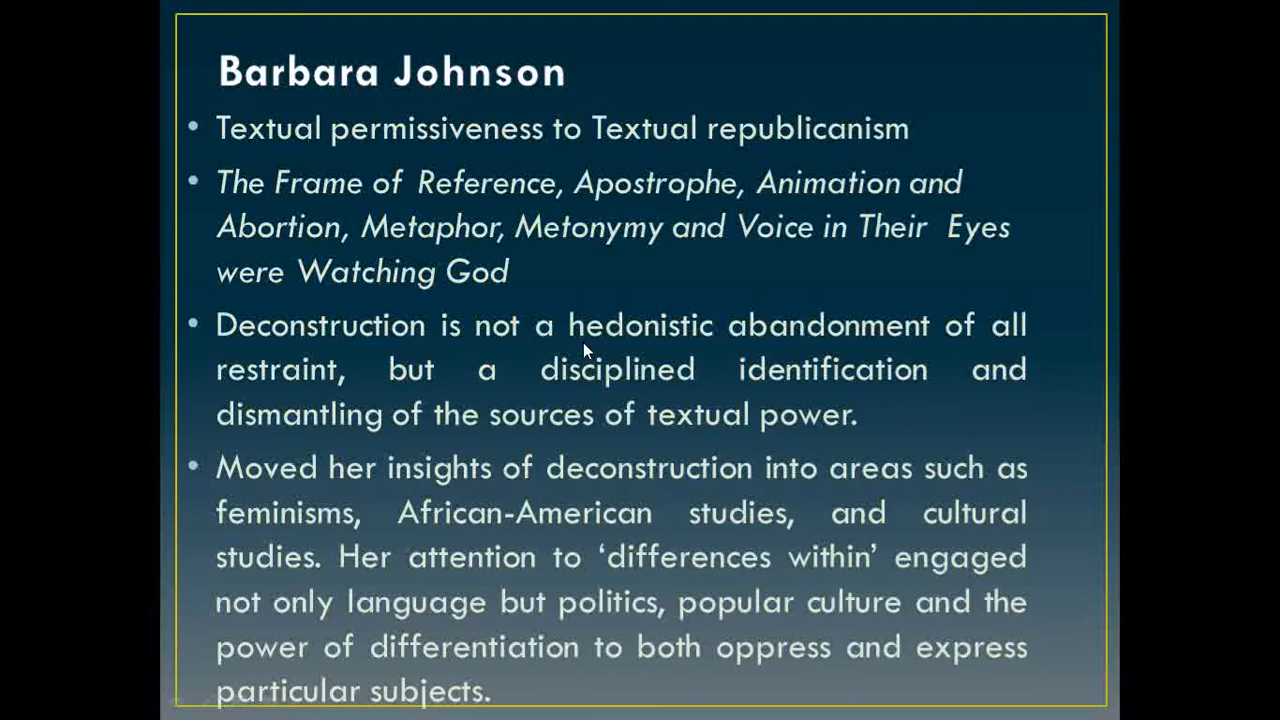 Barbara Johnson
• Textual permissiveness to Textual republicanism
• The Frame of Reference, Apostrophe, Animation and
Abortion, Metaphor, Metonymy and Voice in Their Eyes
were Watching God
• Deconstruction is not a hedonistic abandonment of all
restraint, but a disciplined identification and
dismantling of the sources of textual power.
• Moved her insights of deconstruction into areas such as
feminisms, African-American studies, and cultural
studies. Her attention to ‘differences within’ engaged
not only language but politics, popular culture and the
power of differentiation to both oppress and express
particular subjects.